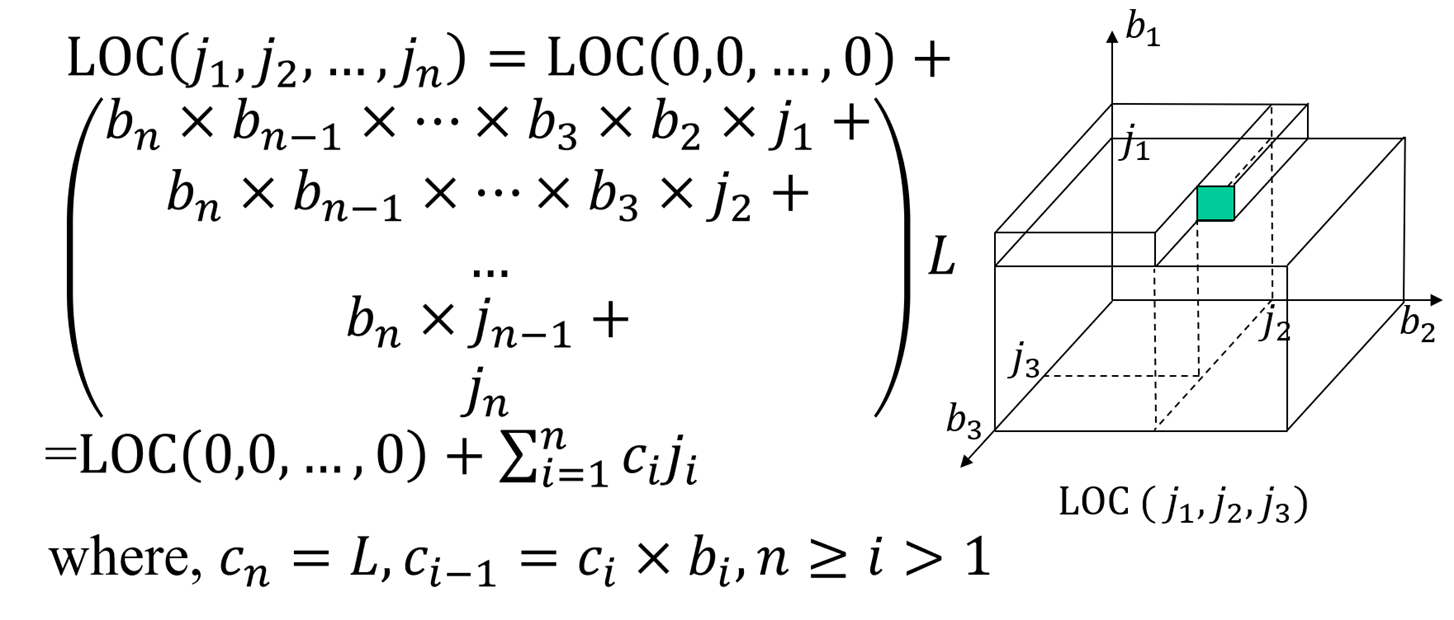 LOC(j₁, j₂, …, jₙ) = LOC(0,0, …, 0) +
(bₙ × bₙ₋₁ × ⋯ × b₃ × b₂ × j₁ +
bₙ × bₙ₋₁ × ⋯ × b₃ × j₂ +
…
bₙ × jₙ₋₁ +
jₙ) L
=LOC(0,0, …, 0) + ∑ⁿᵢ₌₁ cᵢjᵢ
where, cₙ = L, cᵢ₋₁ = cᵢ × bᵢ, n ≥ i > 1
b₁
j₁
j₂
b₂
j₃
b₃
LOC (j₁, j₂, j₃)